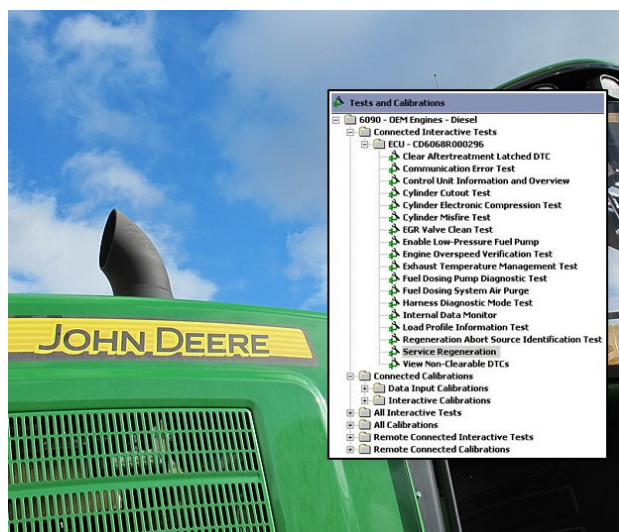 Tests and Calibrations
6090 - OEM Engines - Diesel
Connected Interactive Tests
ECU - CD6068R000296
Clear Aftertreatment Latched DTC
Communication Error Test
Control Unit Information and Overview
Cylinder Cutout Test
Cylinder Electronic Compression Test
Cylinder Misfire Test
EGR Valve Clean Test
Enable Low-Pressure Fuel Pump
Engine Overspeed Verification Test
Exhaust Temperature Management Test
Fuel Dosing Pump Diagnostic Test
Fuel Dosing System Air Purge
Harness Diagnostic Mode Test
Internal Data Monitor
Load Profile Information Test
Regeneration Abort Source Identification Test
Service Regeneration
View Non-Clearable DTCs
Connected Calibrations
Data Input Calibrations
Interactive Calibrations
All Interactive Tests
All Calibrations
Remote Connected Interactive Tests
Remote Connected Calibrations
JOHN DEERE